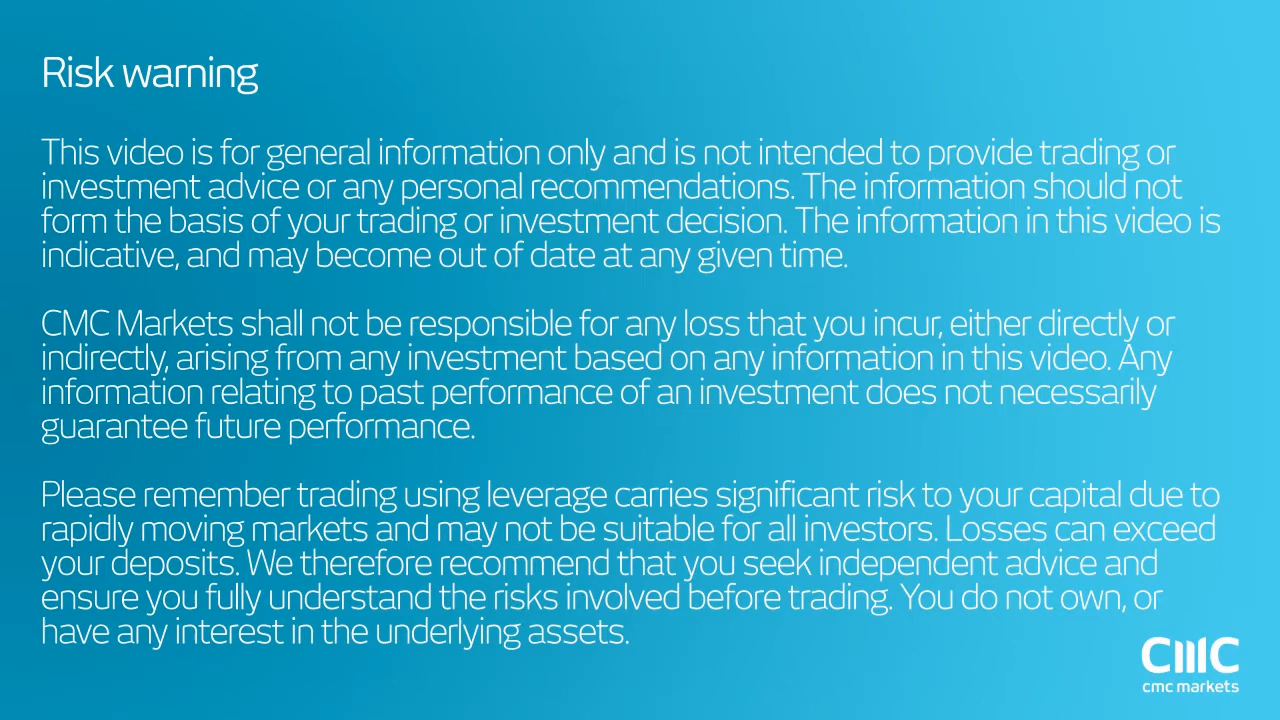 Risk warning
This video is for general information only and is not intended to provide trading or
investment advice or any personal recommendations. The information should not
form the basis of your trading or investment decision. The information in this video is
indicative, and may become out of date at any given time.
CMC Markets shall not be responsible for any loss that you incur, either directly or
indirectly, arising from any investment based on any information in this video. Any
information relating to past performance of an investment does not necessarily
guarantee future performance.
Please remember trading using leverage carries significant risk to your capital due to
rapidly moving markets and may not be suitable for all investors. Losses can exceed
your deposits. We therefore recommend that you seek independent advice and
ensure you fully understand the risks involved before trading. You do not own, or
have any interest in the underlying assets.
CMC
cmc markets